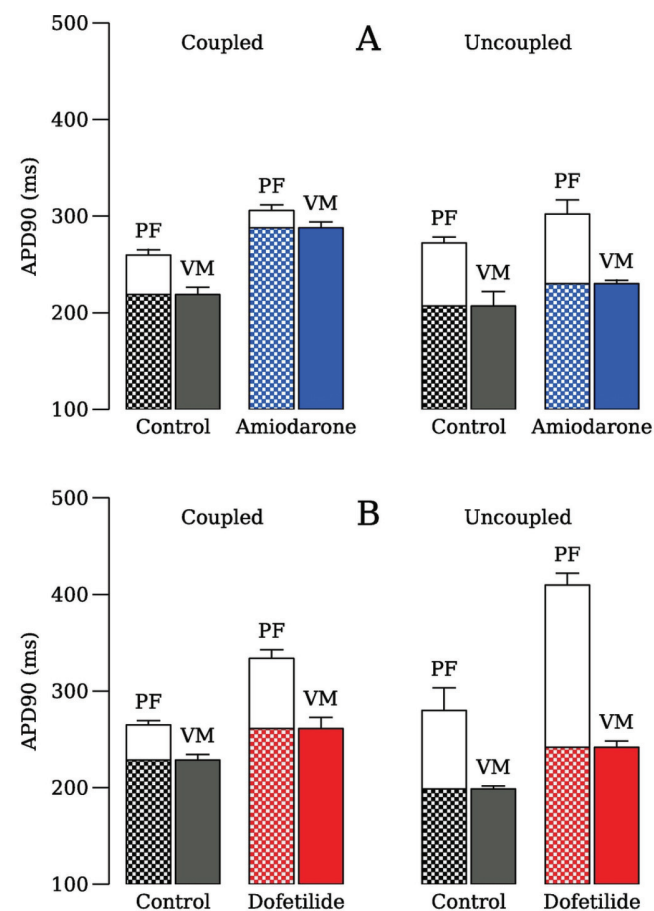 500
Coupled
A
Uncoupled
400
APD90 (ms)
300
200
100
PF
VM
PF
VM
PF
VM
PF
VM
Control
Amiodarone
Control
Amiodarone
500
Coupled
B
Uncoupled
400
APD90 (ms)
300
200
100
PF
VM
PF
VM
PF
VM
PF
VM
Control
Dofetilide
Control
Dofetilide